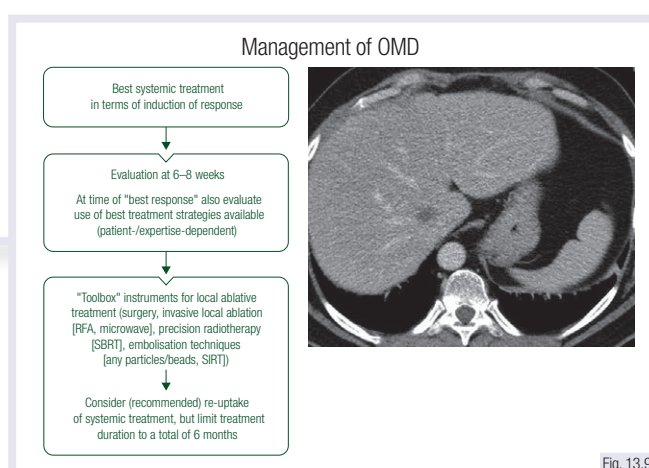 Management of OMD
Best systemic treatment
in terms of induction of response
Evaluation at 6–8 weeks
At time of "best response" also evaluate
use of best treatment strategies available
(patient-/expertise-dependent)
"Toolbox" instruments for local ablative
treatment (surgery, invasive local ablation
[RFA, microwave], precision radiotherapy
[SBRT], embolisation techniques
[any particles/beads, SIRT])
Consider (recommended) re-uptake
of systemic treatment, but limit treatment
duration to a total of 6 months
Fig. 13.9